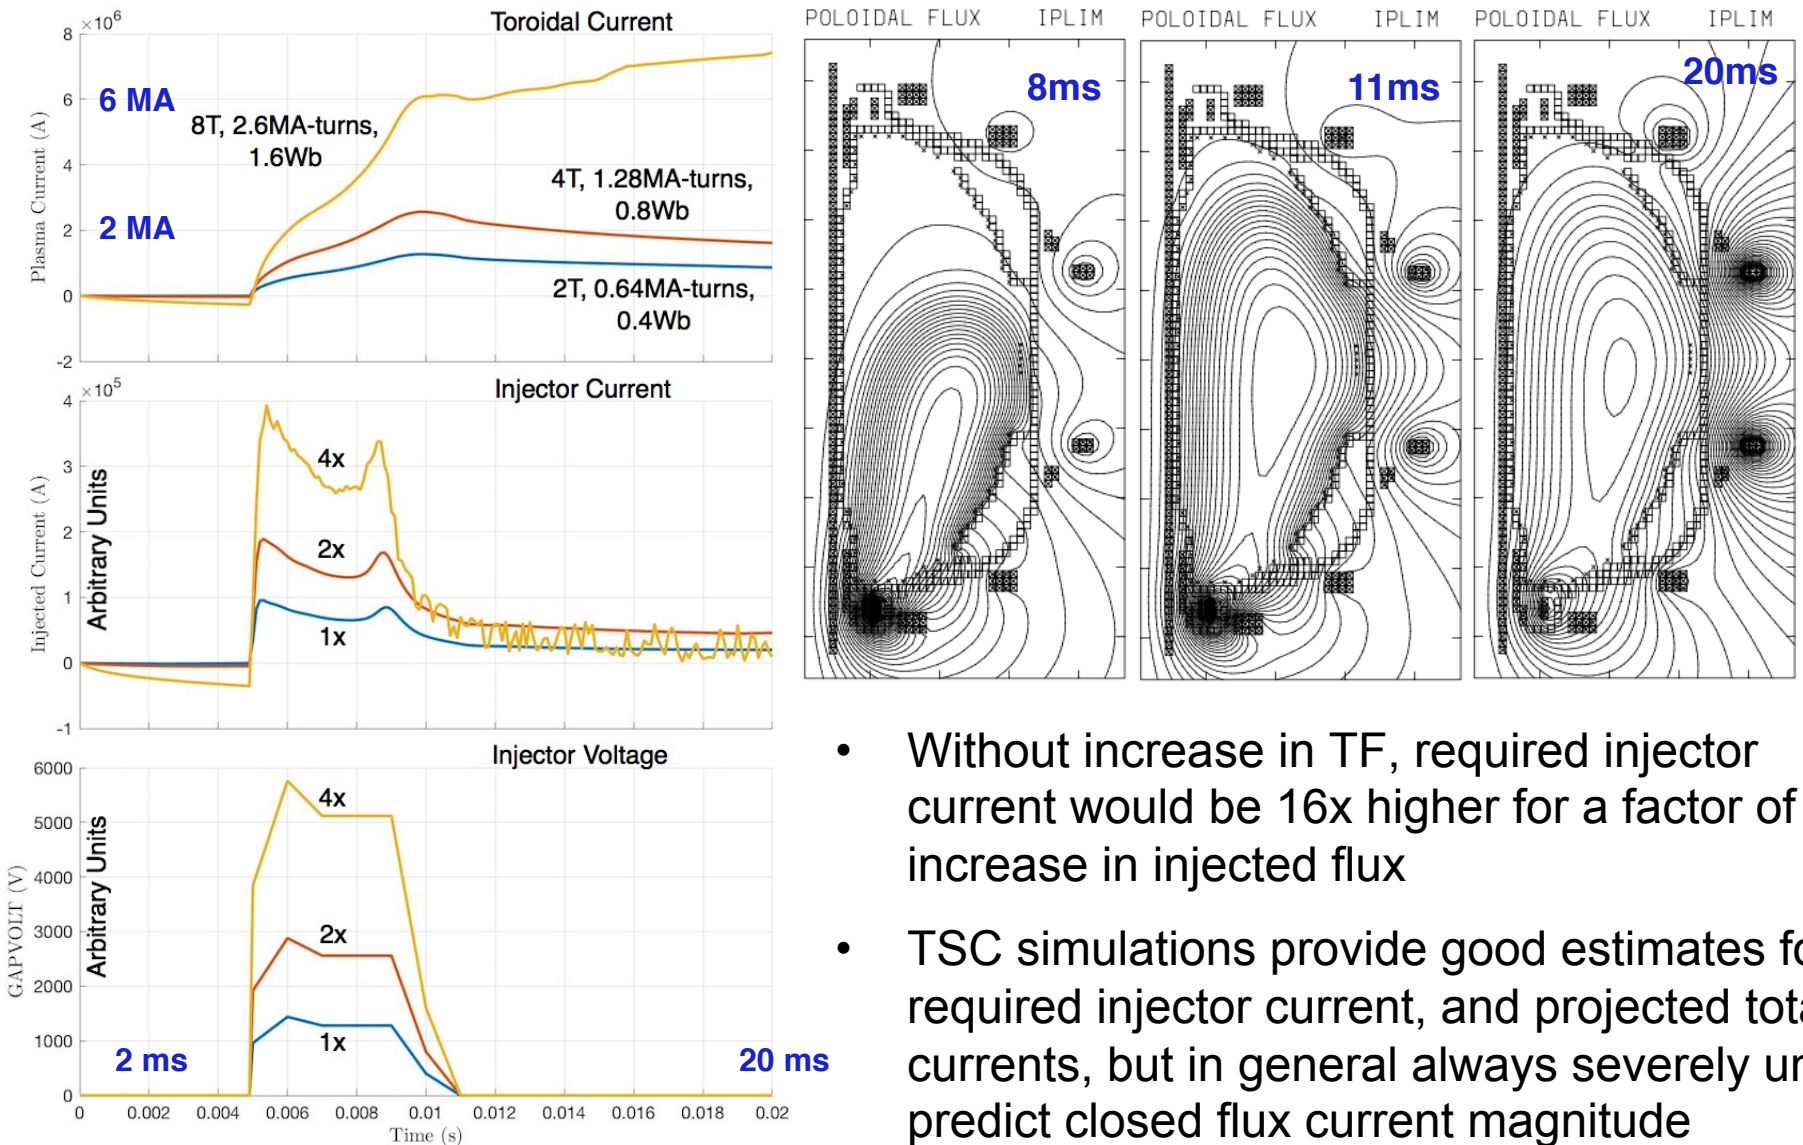 Toroidal Current
×10⁶
8
6
4
2
0
-2
Plasma Current (A)
6 MA
2 MA
8T, 2.6MA-turns,
1.6Wb
4T, 1.28MA-turns,
0.8Wb
2T, 0.64MA-turns,
0.4Wb
Injector Current
×10⁵
4
3
2
1
0
-1
Injected Current (A)
Arbitrary Units
4x
2x
1x
Injector Voltage
6000
5000
4000
3000
2000
1000
0
GAPVOLT (V)
Arbitrary Units
4x
2x
1x
2 ms
20 ms
0 0.002 0.004 0.006 0.008 0.01 0.012 0.014 0.016 0.018 0.02
Time (s)
POLOIDAL FLUX IPLIM
8ms
POLOIDAL FLUX IPLIM
11ms
POLOIDAL FLUX IPLIM
20ms
• Without increase in TF, required injector
current would be 16x higher for a factor of
increase in injected flux
• TSC simulations provide good estimates
required injector current, and projected
currents, but in general always severely
predict closed flux current magnitude